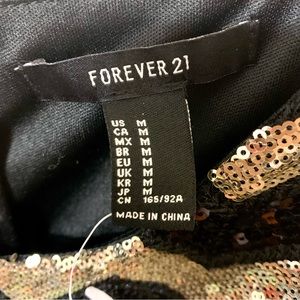 FOREVER 21
US M
CA M
MX M
BR M
EU M
UK M
KR M
JP M
CN 165/92A
MADE IN CHINA